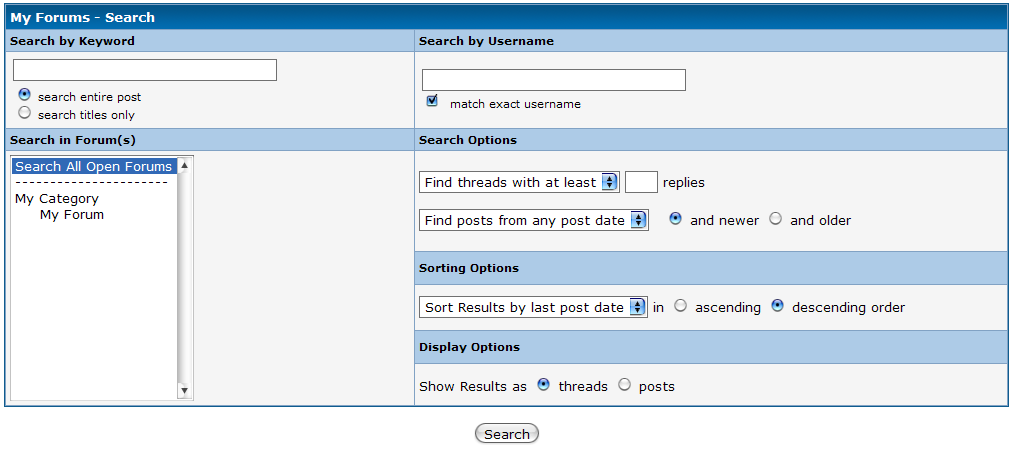 My Forums - Search
Search by Keyword
search entire post
search titles only
Search by Username
match exact username
Search in Forum(s)
Search All Open Forums
----------------------
My Category
My Forum
Search Options
Find threads with at least replies
Find posts from any post date and newer and older
Sorting Options
Sort Results by last post date in ascending descending order
Display Options
Show Results as threads posts
Search